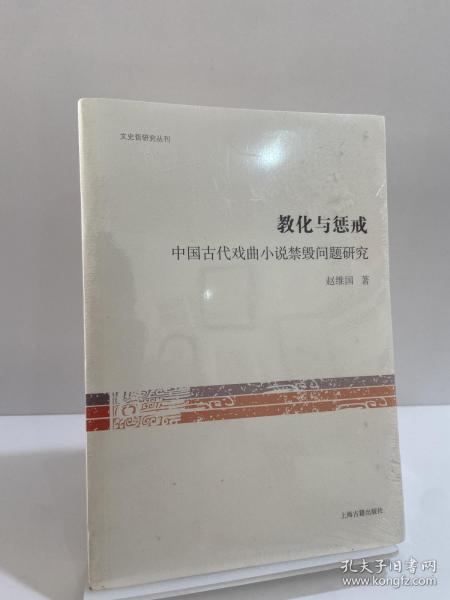 文史哲研究丛刊
教化与惩戒
中国古代戏曲小说禁毁问题研究
赵维国 著
上海古籍出版社
孔夫子旧书网
www.kongfz.com